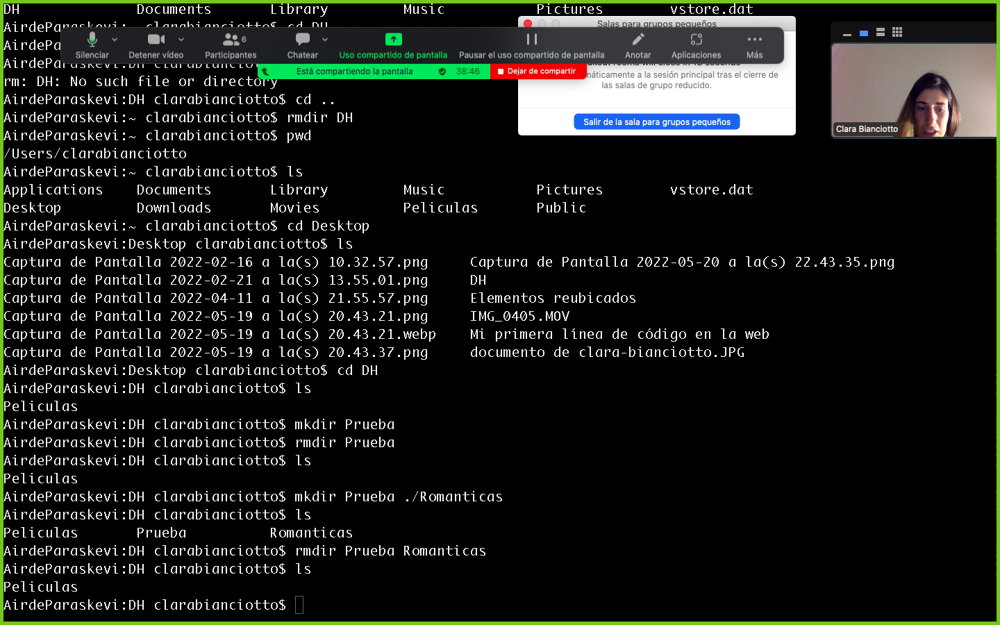 DH Documents Library Music Pictures vstore.dat
AirdeParaskevi:~ clarabianciotto$ cd DH
Salas para grupos pequeños
AirdeP
Silenciar Detener vídeo Participantes 6 Chatear Uso compartido de pantalla Pausar el uso compartido de pantalla Anotar Aplicaciones Más
Está compartiendo la pantalla 38:46 Dejar de compartir
máticamente a la sesión principal tras el cierre de
las salas de grupo reducido.
Salir de la sala para grupos pequeños
Clara Bianciotto
rm: DH: No such file or directory
AirdeParaskevi:DH clarabianciotto$ cd ..
AirdeParaskevi:~ clarabianciotto$ rmdir DH
AirdeParaskevi:~ clarabianciotto$ pwd
/Users/clarabianciotto
AirdeParaskevi:~ clarabianciotto$ ls
Applications Documents Library Music Pictures vstore.dat
Desktop Downloads Movies Peliculas Public
AirdeParaskevi:~ clarabianciotto$ cd Desktop
AirdeParaskevi:Desktop clarabianciotto$ ls
Captura de Pantalla 2022-02-16 a la(s) 10.32.57.png Captura de Pantalla 2022-05-20 a la(s) 22.43.35.png
Captura de Pantalla 2022-02-21 a la(s) 13.55.01.png DH
Captura de Pantalla 2022-04-11 a la(s) 21.55.57.png Elementos reubicados
Captura de Pantalla 2022-05-19 a la(s) 20.43.21.png IMG_0405.MOV
Captura de Pantalla 2022-05-19 a la(s) 20.43.21.webp Mi primera línea de código en la web
Captura de Pantalla 2022-05-19 a la(s) 20.43.37.png documento de clara-bianciotto.JPG
AirdeParaskevi:Desktop clarabianciotto$ cd DH
AirdeParaskevi:DH clarabianciotto$ ls
Peliculas
AirdeParaskevi:DH clarabianciotto$ mkdir Prueba
AirdeParaskevi:DH clarabianciotto$ rmdir Prueba
AirdeParaskevi:DH clarabianciotto$ ls
Peliculas
AirdeParaskevi:DH clarabianciotto$ mkdir Prueba ./Romanticas
AirdeParaskevi:DH clarabianciotto$ ls
Peliculas Prueba Romanticas
AirdeParaskevi:DH clarabianciotto$ rmdir Prueba Romanticas
AirdeParaskevi:DH clarabianciotto$ ls
Peliculas
AirdeParaskevi:DH clarabianciotto$